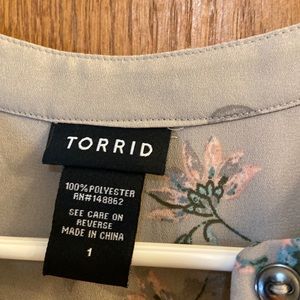 TORRID
100% POLYESTER
RN#148862
SEE CARE ON
REVERSE
MADE IN CHINA
1